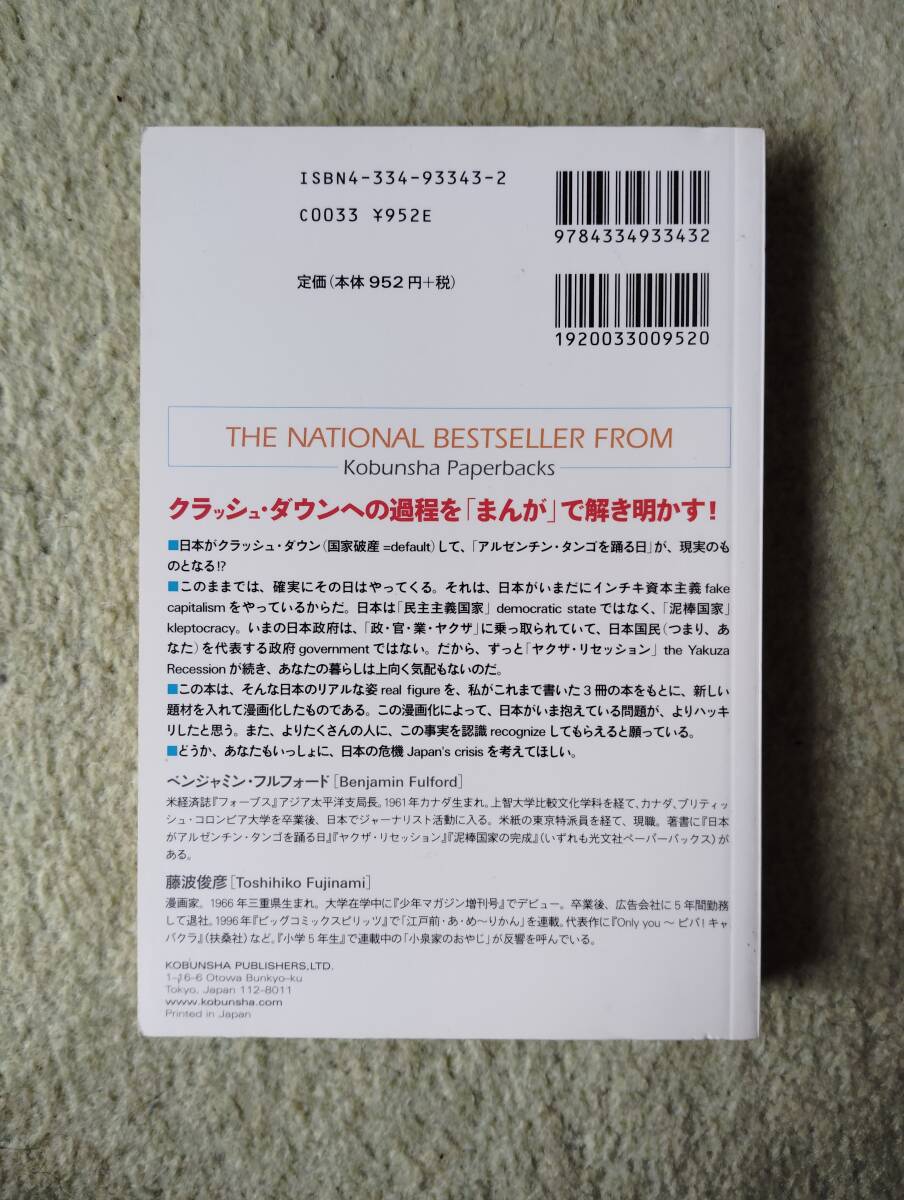 ISBN4-334-93343-2
C0033 ¥952E
定価(本体952円+税)
9784334933432
1920033009520
THE NATIONAL BESTSELLER FROM
Kobunsha Paperbacks
クラッシュ・ダウンへの過程を「まんが」で解き明かす!
■日本がクラッシュ・ダウン(国家破産=default)して、「アルゼンチン・タンゴを踊る日」が、現実のも
のとなる!?
■このままでは、確実にその日はやってくる。それは、日本がいまだにインチキ資本主義 fake
capitalism をやっているからだ。日本は「民主主義国家」democratic state ではなく、「泥棒国家」
kleptocracy。いまの日本政府は、「政・官・業・ヤクザ」に乗っ取られていて、日本国民(つまり、あ
なた)を代表する政府 government ではない。だから、ずっと「ヤクザ・リセッション」the Yakuza
Recession が続き、あなたの暮らしは上向く気配もないのだ。
■この本は、そんな日本のリアルな姿 real figure を、私がこれまで書いた3冊の本をもとに、新しい
題材を入れて漫画化したものである。この漫画化によって、日本がいま抱えている問題が、よりハッキ
リしたと思う。また、よりたくさんの人に、この事実を認識 recognize してもらえると願っている。
■どうか、あなたもいっしょに、日本の危機 Japan's crisis を考えてほしい。
ベンジャミン・フルフォード[Benjamin Fulford]
米経済誌『フォーブス』アジア太平洋支局長。1961年カナダ生まれ。上智大学比較文化学科を経て、カナダ、ブリティッ
シュ・コロンビア大学を卒業後、日本でジャーナリスト活動に入る。米紙の東京特派員を経て、現職。著書に『日本
がアルゼンチン・タンゴを踊る日』『ヤクザ・リセッション』『泥棒国家の完成』(いずれも光文社ペーパーバックス)が
ある。
藤波俊彦[Toshihiko Fujinami]
漫画家。1966年三重県生まれ。大学在学中に『少年マガジン増刊号』でデビュー。卒業後、広告会社に5年間勤務
して退社。1996年『ビッグコミックスピリッツ』で「江戸前・あ・め〜りかん」を連載。代表作に『Only you〜ビバ!キャ
バクラ』(扶桑社)など。『小学5年生』で連載中の「小泉家のおやじ」が反響を呼んでいる。
KOBUNSHA PUBLISHERS,LTD.
1-16-6 Otowa Bunkyo-ku
Tokyo, Japan 112-8011
www.kobunsha.com
Printed in Japan